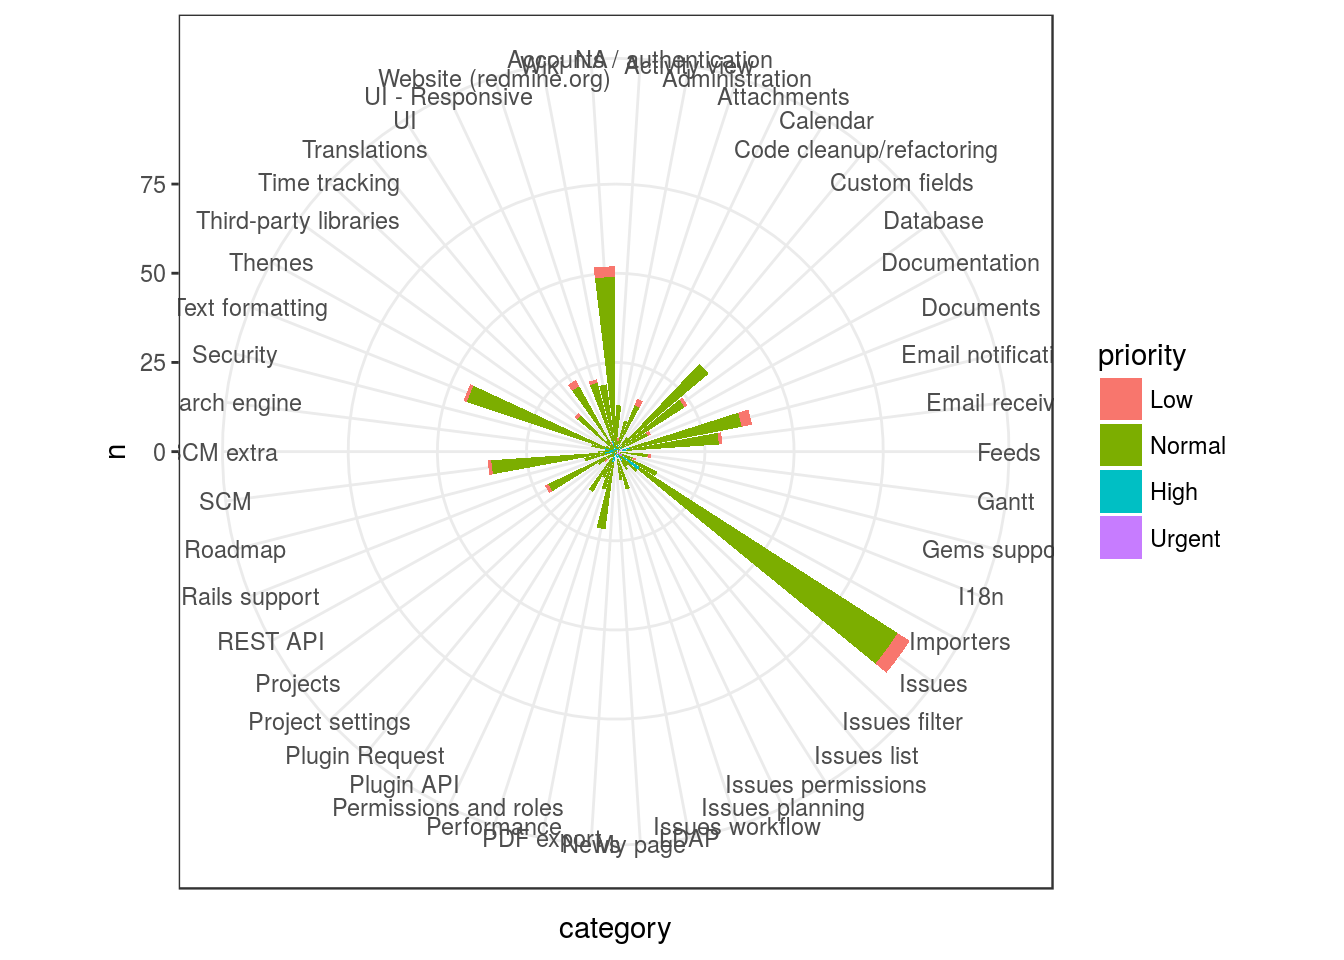 Accounts / authentication
NA
Wiki
Activity view
Website (redmine.org)
Administration
UI - Responsive
Attachments
UI
Calendar
Translations
Code cleanup/refactoring
Time tracking
Custom fields
75
Third-party libraries
Database
Themes
Documentation
50
Text formatting
Documents
Security
Email notificati
25
arch engine
Email receiv
n
0
CM extra
Feeds
SCM
Gantt
Roadmap
Gems suppo
Rails support
I18n
REST API
Importers
Projects
Issues
Project settings
Issues filter
Plugin Request
Issues list
Plugin API
Issues permissions
Permissions and roles
Issues planning
Performance
Issues workflow
PDF export
LDAP
News
My page
category
priority
Low
Normal
High
Urgent